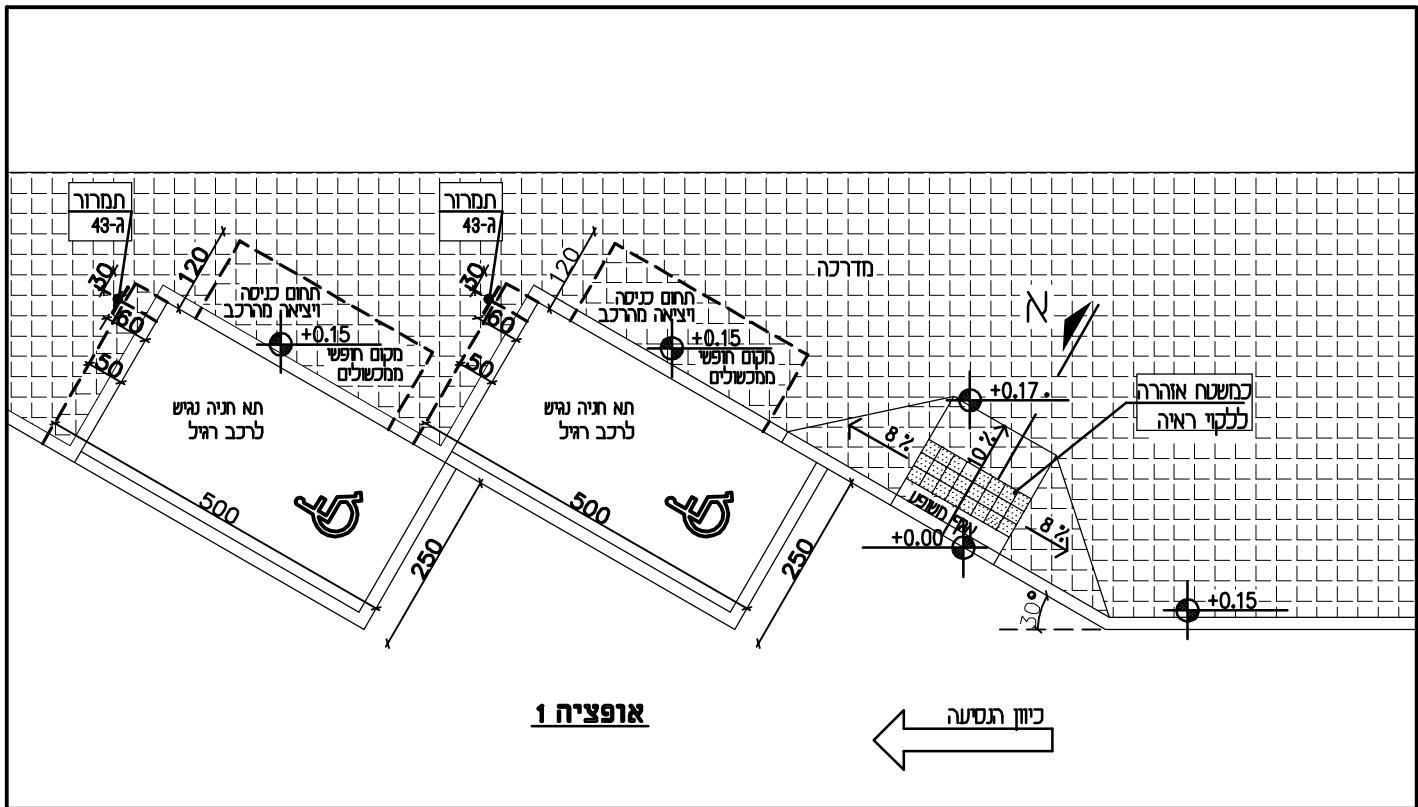 תמרור
ג-43
תמרור
ג-43
30
120
60
50
תחום כניסה
ויציאה מהרכב
+0.15
מקום חופשי
ממכשולים
תא חניה נגיש
לרכב רגיל
500
250
30
120
60
50
תחום כניסה
ויציאה מהרכב
+0.15
מקום חופשי
ממכשולים
תא חניה נגיש
לרכב רגיל
500
250
מדרכה
א
+0.17
כמשטח אזהרה
ללקוי ראיה
8%
10%
8%
משופע
+0.00
30°
+0.15
אופציה 1
כיוון הנסיעה